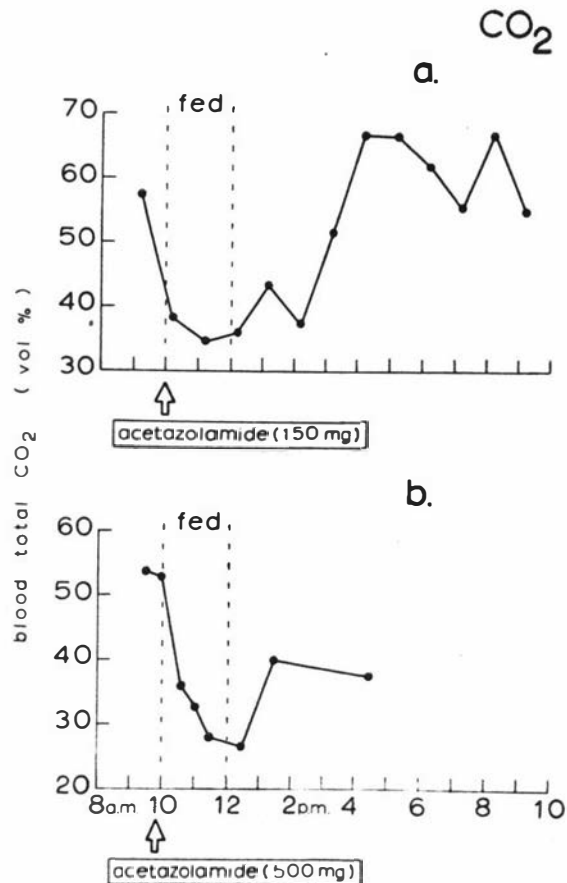 CO2
a.
fed
70
60
50
40
30
acetazolamide (150 mg)
blood total CO2 (vol %)
b.
fed
60
50
40
30
20
8a.m. 10 12 2p.m. 4 6 8 10
acetazolamide (500 mg)